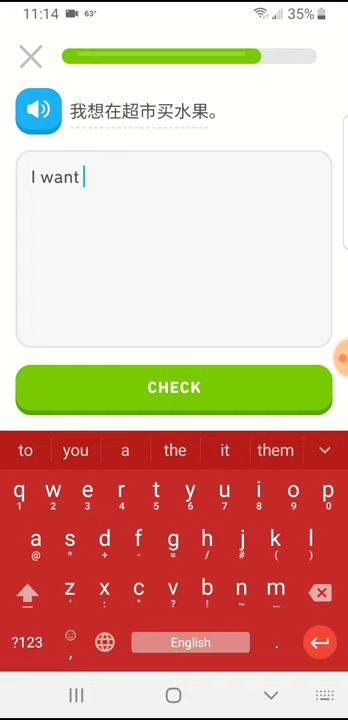 11:14 63° 35%
我想在超市买水果。
I want
CHECK
to you a the it them
q w e r t y u i o p
1 2 3 4 5 6 7 8 9 0
a s d f g h j k l
@ * + - = / # ( )
z x c v b n m
' : " ? ! ~ …
?123 , English .